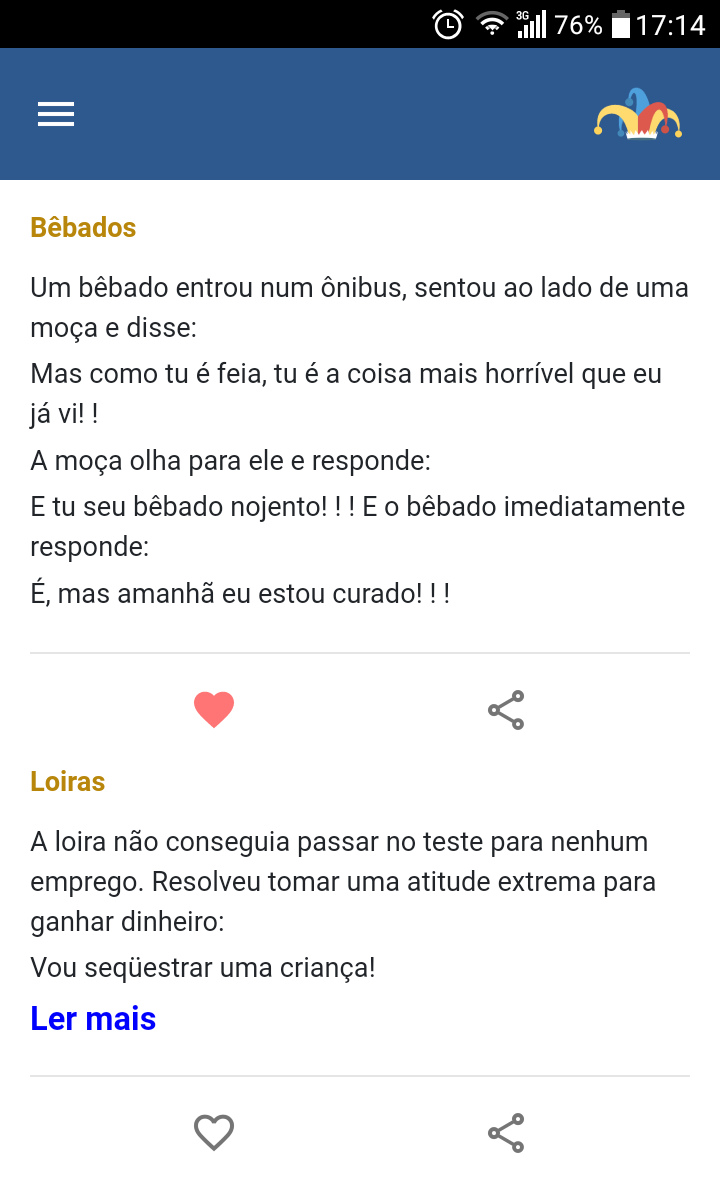 3G 76% 17:14
Bêbados
Um bêbado entrou num ônibus, sentou ao lado de uma
moça e disse:
Mas como tu é feia, tu é a coisa mais horrível que eu
já vi! !
A moça olha para ele e responde:
E tu seu bêbado nojento! ! ! E o bêbado imediatamente
responde:
É, mas amanhã eu estou curado! ! !
Loiras
A loira não conseguia passar no teste para nenhum
emprego. Resolveu tomar uma atitude extrema para
ganhar dinheiro:
Vou seqüestrar uma criança!
Ler mais